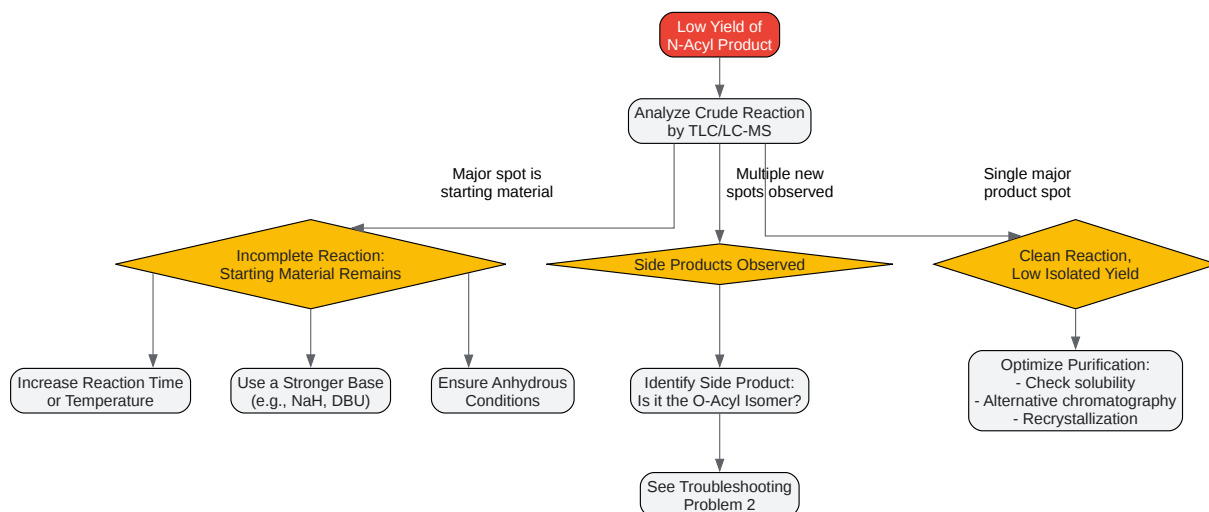 Low Yield of
N-Acyl Product
Analyze Crude Reaction
by TLC/LC-MS
Major spot is
starting material
Multiple new
spots observed
Single major
product spot
Incomplete Reaction:
Starting Material Remains
Side Products Observed
Clean Reaction,
Low Isolated Yield
Increase Reaction Time
or Temperature
Use a Stronger Base
(e.g., NaH, DBU)
Ensure Anhydrous
Conditions
Identify Side Product:
Is it the O-Acyl Isomer?
Optimize Purification:
- Check solubility
- Alternative chromatography
- Recrystallization
See Troubleshooting
Problem 2